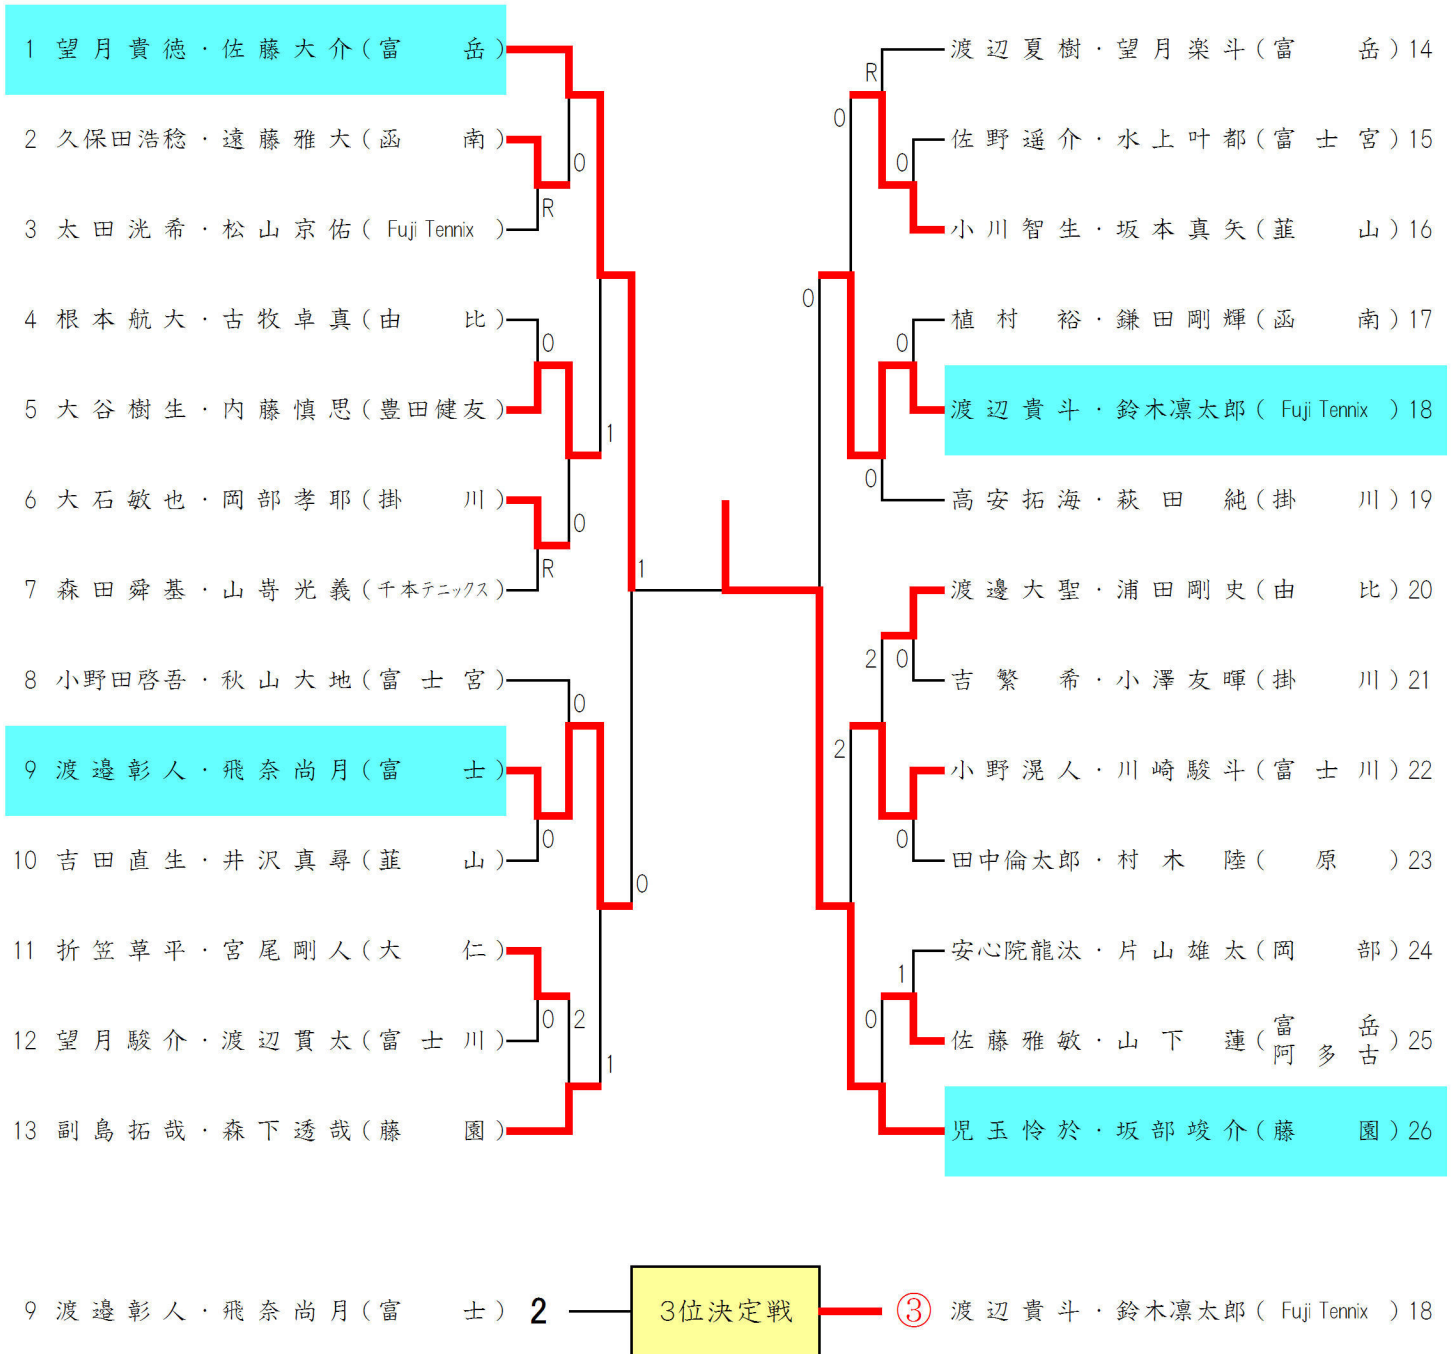 1 望月貴徳・佐藤大介(富岳)
2 久保田浩稔・遠藤雅大(函南)
3 太田洸希・松山京佑(Fuji Tennix)
4 根本航大・古牧卓真(由比)
5 大谷樹生・内藤慎思(豊田健友)
6 大石敏也・岡部孝耶(掛川)
7 森田舜基・山嵜光義(千本テニックス)
8 小野田啓吾・秋山大地(富士宮)
9 渡邉彰人・飛奈尚月(富士)
10 吉田直生・井沢真尋(韮山)
11 折笠草平・宮尾剛人(大仁)
12 望月駿介・渡辺貫太(富士川)
13 副島拓哉・森下透哉(藤園)
0
R
0
1
0
R
1
0
0
0
0
2
1
渡辺夏樹・望月楽斗(富岳)14
佐野遥介・水上叶都(富士宮)15
小川智生・坂本真矢(韮山)16
植村裕・鎌田剛輝(函南)17
渡辺貴斗・鈴木凛太郎(Fuji Tennix)18
高安拓海・萩田純(掛川)19
渡邊大聖・浦田剛史(由比)20
吉繁希・小澤友暉(掛川)21
小野滉人・川崎駿斗(富士川)22
田中倫太郎・村木陸(原)23
安心院龍汰・片山雄太(岡部)24
佐藤雅敏・山下蓮(富岳 阿多古)25
児玉怜於・坂部竣介(藤園)26
R
0
0
0
0
0
2
0
2
0
1
0
9 渡邉彰人・飛奈尚月(富士) 2
3位決定戦
③ 渡辺貴斗・鈴木凛太郎(Fuji Tennix)18